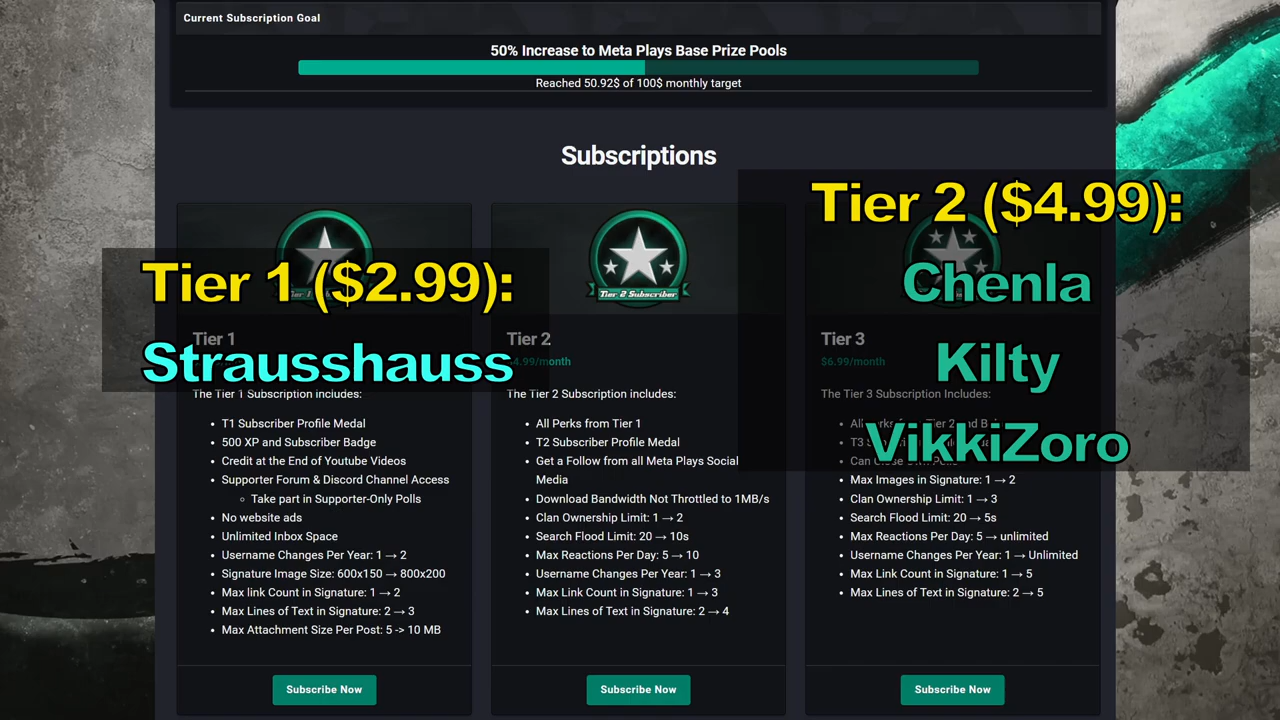 Current Subscription Goal
50% Increase to Meta Plays Base Prize Pools
Reached 50.92$ of 100$ monthly target
Subscriptions
Tier 1 ($2.99):
Strausshauss
Tier 2 ($4.99):
Chenla
Kilty
VikkiZoro
Tier 1
The Tier 1 Subscription includes:
T1 Subscriber Profile Medal
500 XP and Subscriber Badge
Credit at the End of Youtube Videos
Supporter Forum & Discord Channel Access
Take part in Supporter-Only Polls
No website ads
Unlimited Inbox Space
Username Changes Per Year: 1 → 2
Signature Image Size: 600x150 → 800x200
Max link Count in Signature: 1 → 2
Max Lines of Text in Signature: 2 → 3
Max Attachment Size Per Post: 5 -> 10 MB
Subscribe Now
Tier 2 Subscriber
Tier 2
4.99/month
The Tier 2 Subscription includes:
All Perks from Tier 1
T2 Subscriber Profile Medal
Get a Follow from all Meta Plays Social
Media
Download Bandwidth Not Throttled to 1MB/s
Clan Ownership Limit: 1 → 2
Search Flood Limit: 20 → 10s
Max Reactions Per Day: 5 → 10
Username Changes Per Year: 1 → 3
Max Link Count in Signature: 1 → 3
Max Lines of Text in Signature: 2 → 4
Subscribe Now
Tier 3
$6.99/month
The Tier 3 Subscription Includes:
Max Images in Signature: 1 → 2
Clan Ownership Limit: 1 → 3
Search Flood Limit: 20 → 5s
Max Reactions Per Day: 5 → unlimited
Username Changes Per Year: 1 → Unlimited
Max Link Count in Signature: 1 → 5
Max Lines of Text in Signature: 2 → 5
Subscribe Now